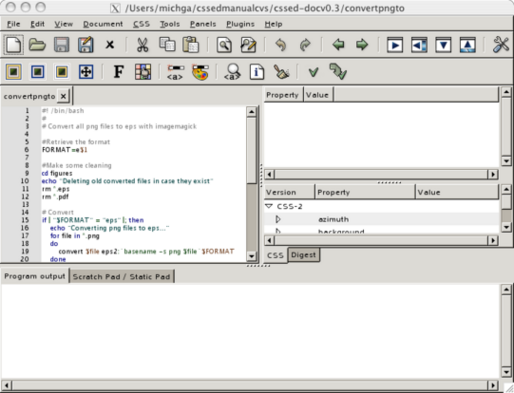 /Users/michga/cssedmanualcvs/cssed-docv0.3/convertpngto
File Edit View Document CSS Tools Panels Plugins Help
convertpngto x
1 #! /bin/bash
2 #
3 # Convert all png files to eps with imagemagick
4
5 #Retrieve the format
6 FORMAT=e$1
7
8 #Make some cleaning
9 cd figures
10 echo "Deleting old converted files in case they exist"
11 rm *.eps
12 rm *.pdf
13
14 # Convert
15 if [ "$FORMAT" = "eps" ]; then
16 echo "Converting png files to eps..."
17 for file in *.png
18 do
19 convert $file eps2:`basename -s png $file`$FORMAT
20 done
Property Value
Version Property Value
CSS-2
azimuth
background
CSS Digest
Program output Scratch Pad / Static Pad